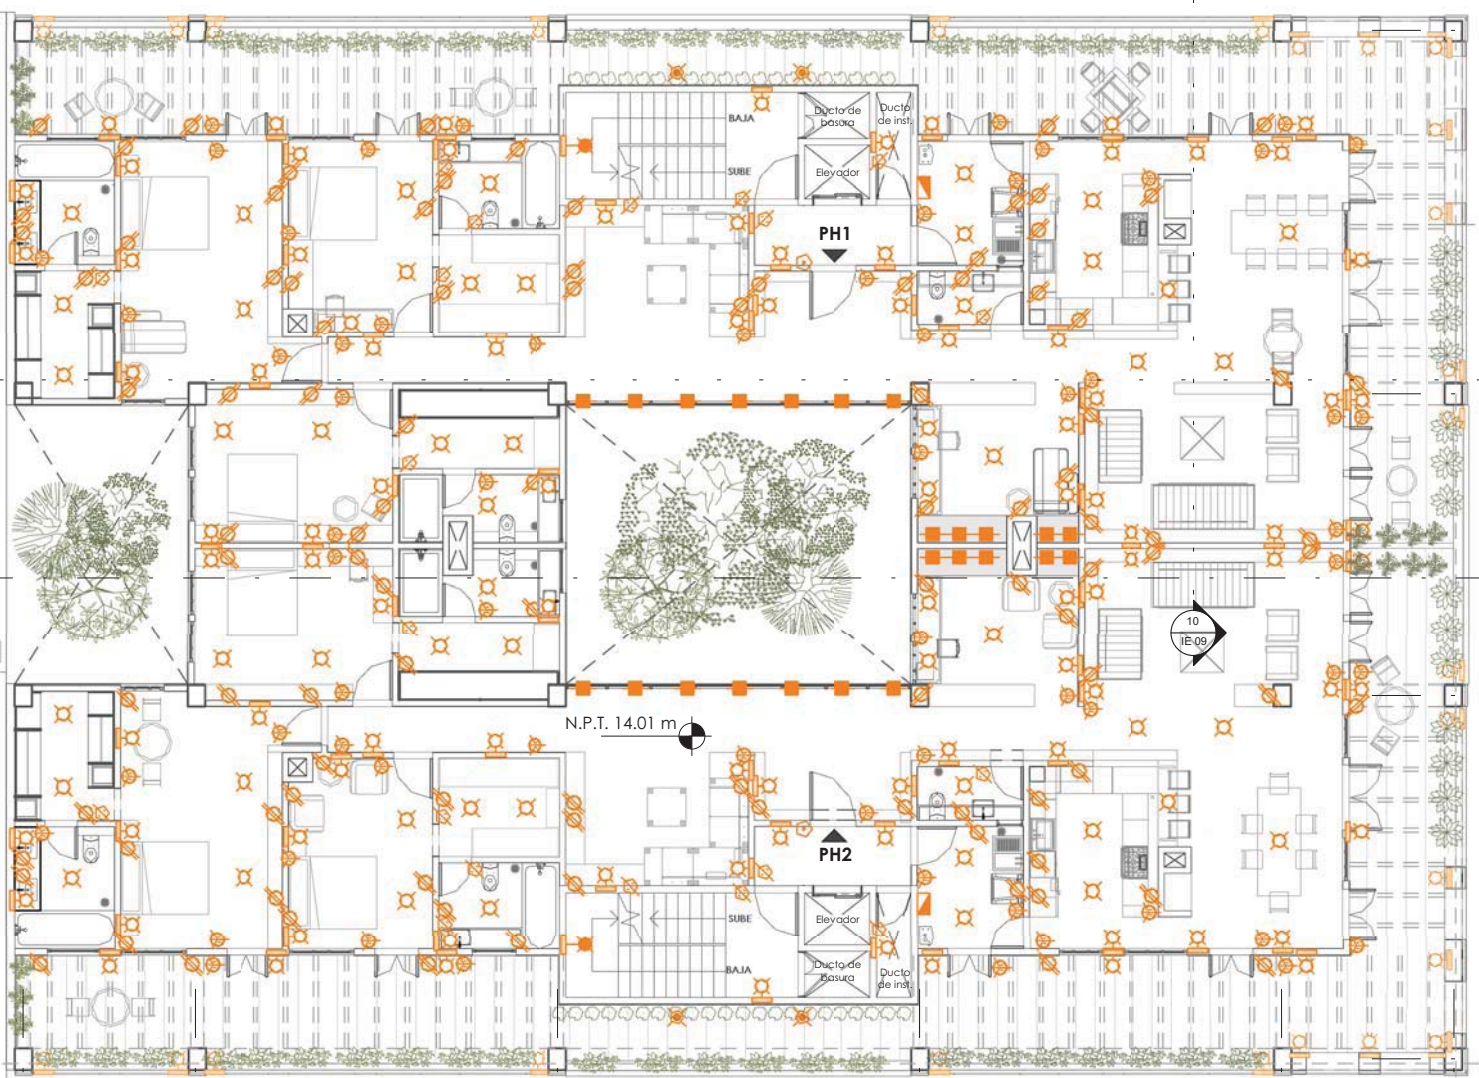 BAJA
Ducto de
basura
Ducto
de inst.
SUBE
Elevador
PH1
10
IE 09
N.P.T. 14.01 m
PH2
SUBE
Elevador
BAJA
Ducto de
basura
Ducto
de inst.